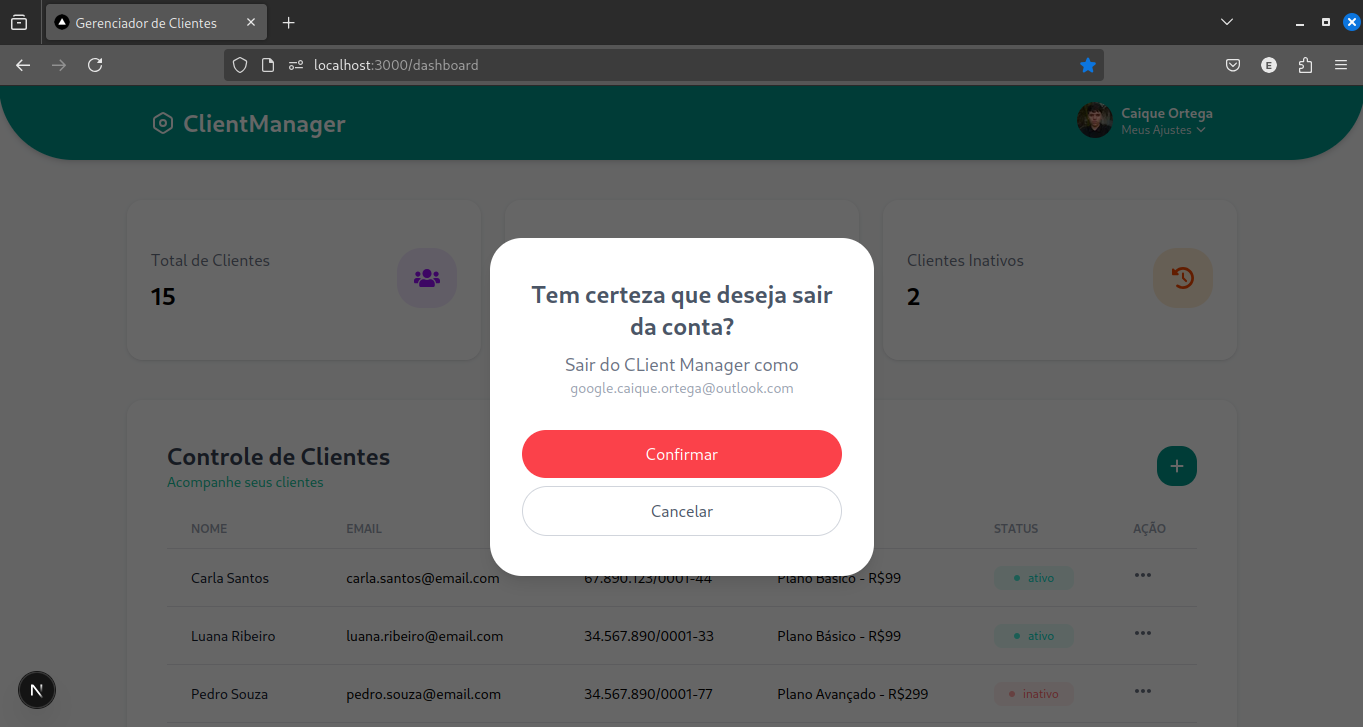 Gerenciador de Clientes
localhost:3000/dashboard
E
ClientManager
Caique Ortega
Meus Ajustes
Total de Clientes
15
Clientes Inativos
2
Tem certeza que deseja sair
da conta?
Sair do CLient Manager como
google.caique.ortega@outlook.com
Confirmar
Cancelar
Controle de Clientes
Acompanhe seus clientes
+
NOME EMAIL STATUS AÇÃO
Carla Santos carla.santos@email.com 67.890.123/0001-44 Plano Básico - R$99 ativo
Luana Ribeiro luana.ribeiro@email.com 34.567.890/0001-33 Plano Básico - R$99 ativo
Pedro Souza pedro.souza@email.com 34.567.890/0001-77 Plano Avançado - R$299 inativo
N